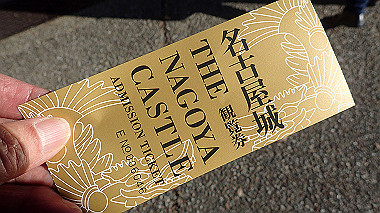 名古屋城
観覧券
THE
NAGOYA
CASTLE
ADMISSION TICKET